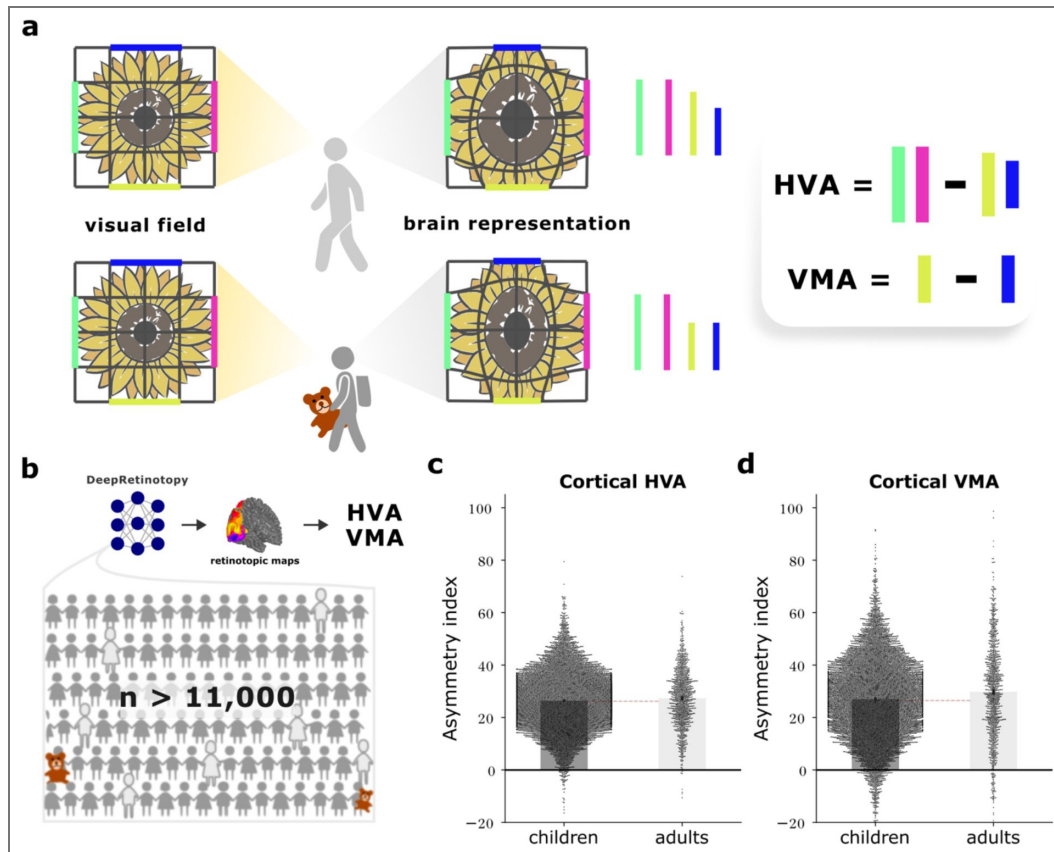 a
visual field
brain representation
HVA = -
VMA = -
b
DeepRetinotopy
retinotopic maps
HVA
VMA
n > 11,000
c
Cortical HVA
Asymmetry index
100
80
60
40
20
0
−20
children adults
d
Cortical VMA
Asymmetry index
100
80
60
40
20
0
−20
children adults